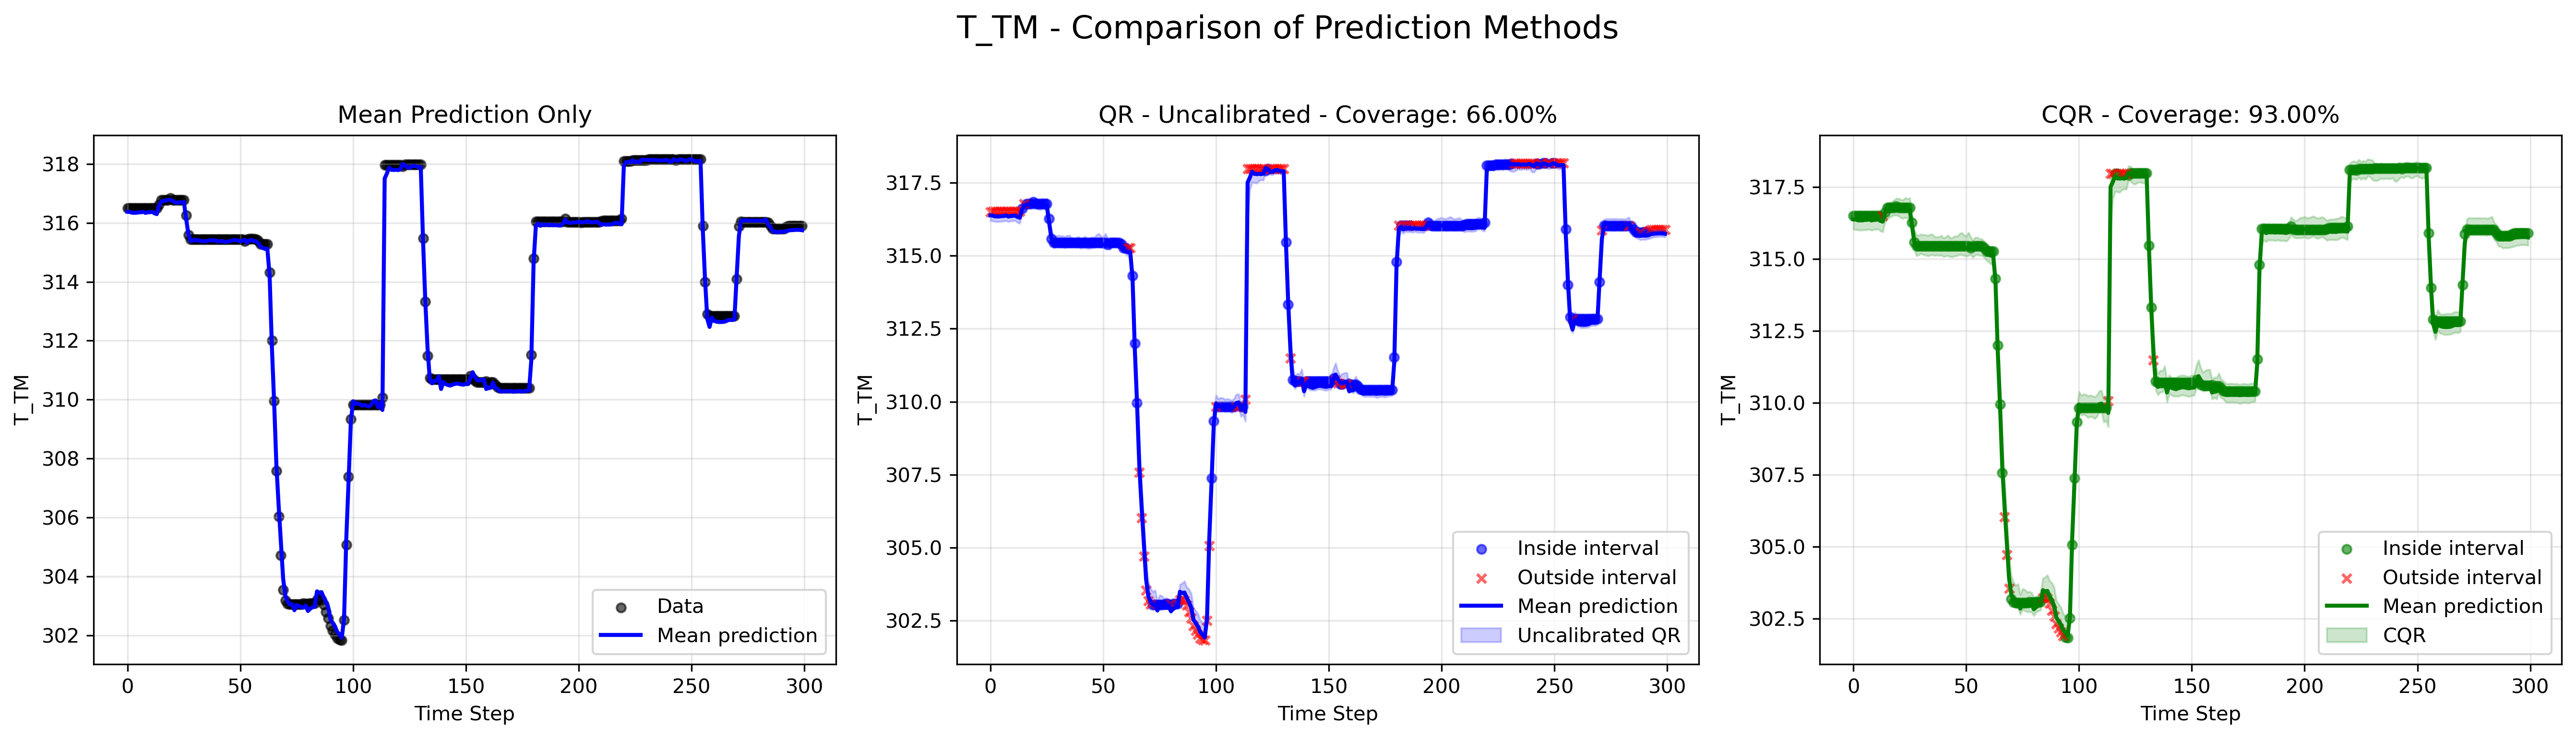 T_TM - Comparison of Prediction Methods
Mean Prediction Only
318
316
314
312
310
308
306
304
302
T_TM
0
50
100
150
200
250
300
Time Step
Data
Mean prediction
QR - Uncalibrated - Coverage: 66.00%
317.5
315.0
312.5
310.0
307.5
305.0
302.5
T_TM
0
50
100
150
200
250
300
Time Step
Inside interval
Outside interval
Mean prediction
Uncalibrated QR
CQR - Coverage: 93.00%
317.5
315.0
312.5
310.0
307.5
305.0
302.5
T_TM
0
50
100
150
200
250
300
Time Step
Inside interval
Outside interval
Mean prediction
CQR